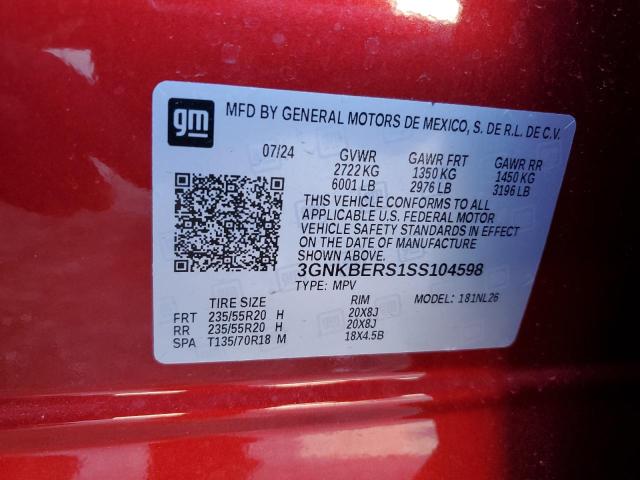 gm
MFD BY GENERAL MOTORS DE MEXICO, S. DE R.L. DE C.V.
07/24 GVWR GAWR FRT GAWR RR
2722 KG 1350 KG 1450 KG
6001 LB 2976 LB 3196 LB
THIS VEHICLE CONFORMS TO ALL
APPLICABLE U.S. FEDERAL MOTOR
VEHICLE SAFETY STANDARDS IN EFFECT
ON THE DATE OF MANUFACTURE
SHOWN ABOVE.
3GNKBERS1SS104598
TYPE: MPV MODEL: 181NL26
TIRE SIZE RIM
FRT 235/55R20 H 20X8J
RR 235/55R20 H 20X8J
SPA T135/70R18 M 18X4.5B